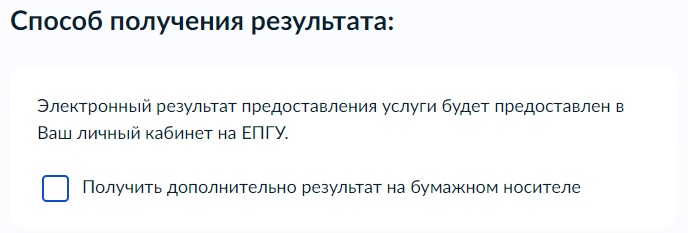 Способ получения результата:
Электронный результат предоставления услуги будет предоставлен в
Ваш личный кабинет на ЕПГУ.
Получить дополнительно результат на бумажном носителе